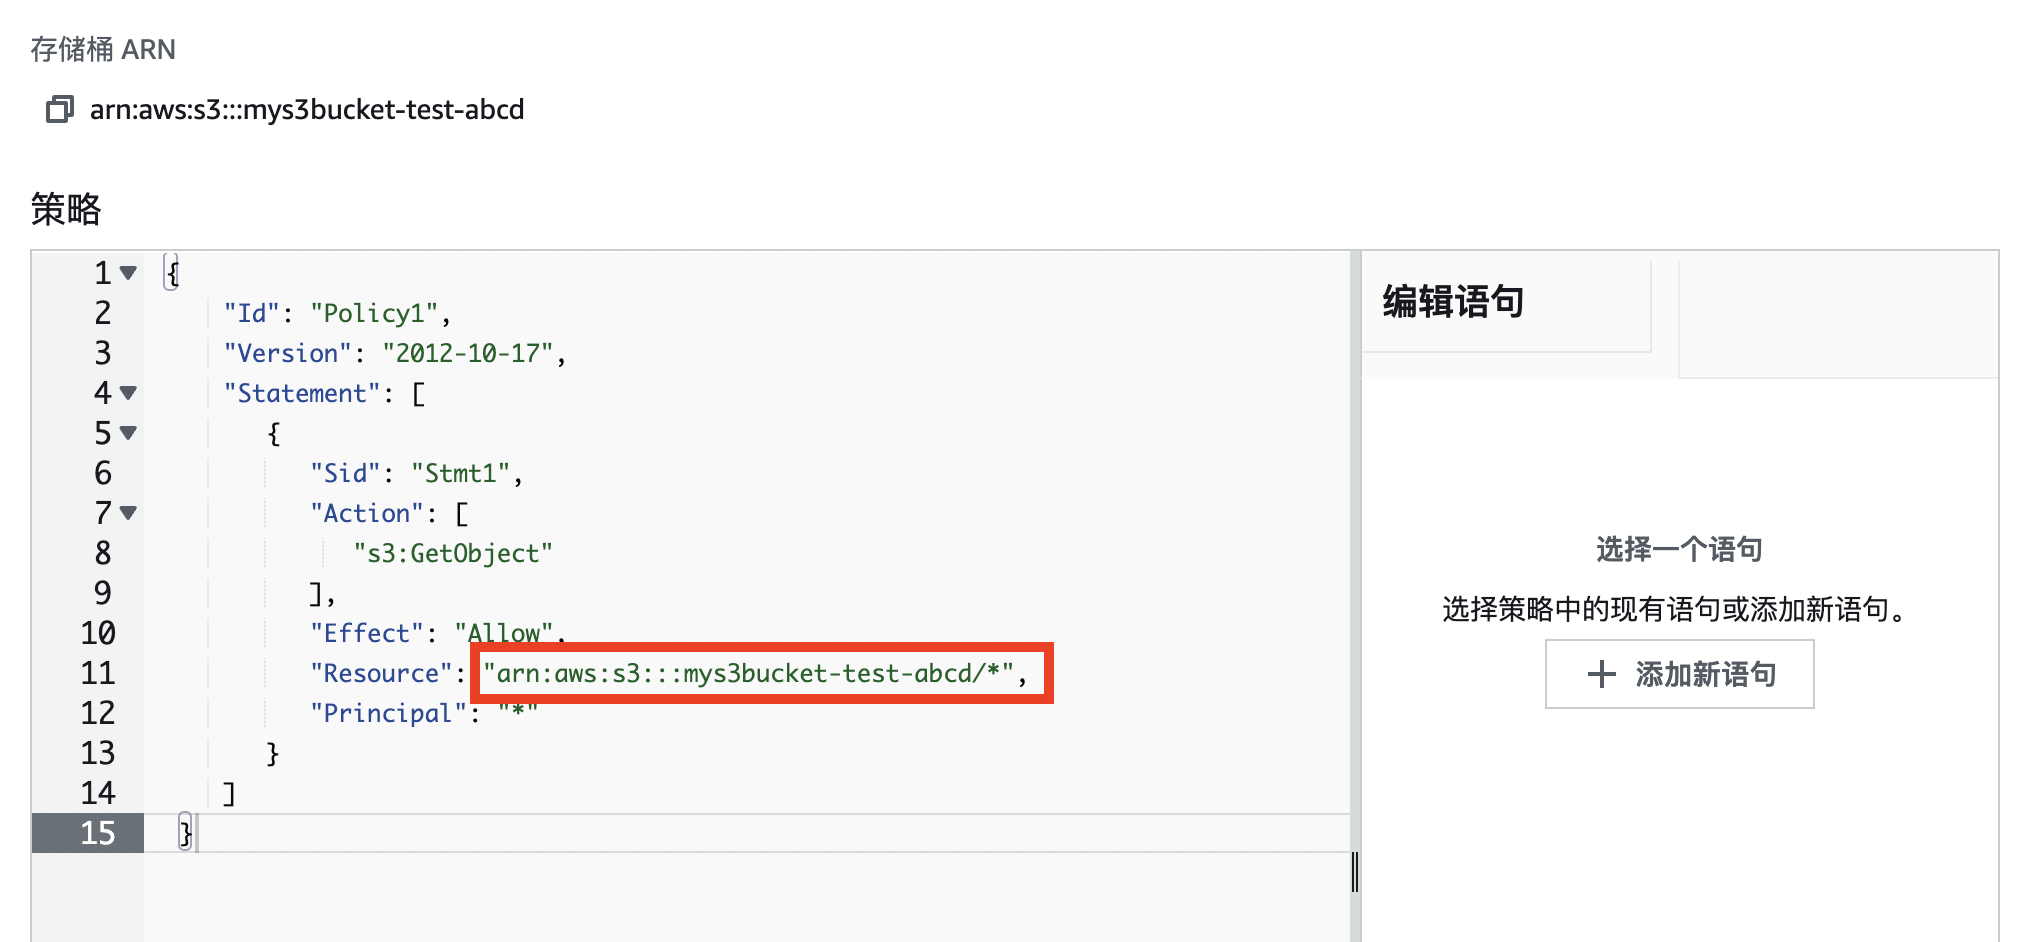 存储桶 ARN
arn:aws:s3:::mys3bucket-test-abcd
策略
1 {
2 "Id": "Policy1",
3 "Version": "2012-10-17",
4 "Statement": [
5 {
6 "Sid": "Stmt1",
7 "Action": [
8 "s3:GetObject"
9 ],
10 "Effect": "Allow",
11 "Resource": "arn:aws:s3:::mys3bucket-test-abcd/*",
12 "Principal": "*"
13 }
14 ]
15 }
编辑语句
选择一个语句
选择策略中的现有语句或添加新语句。
添加新语句